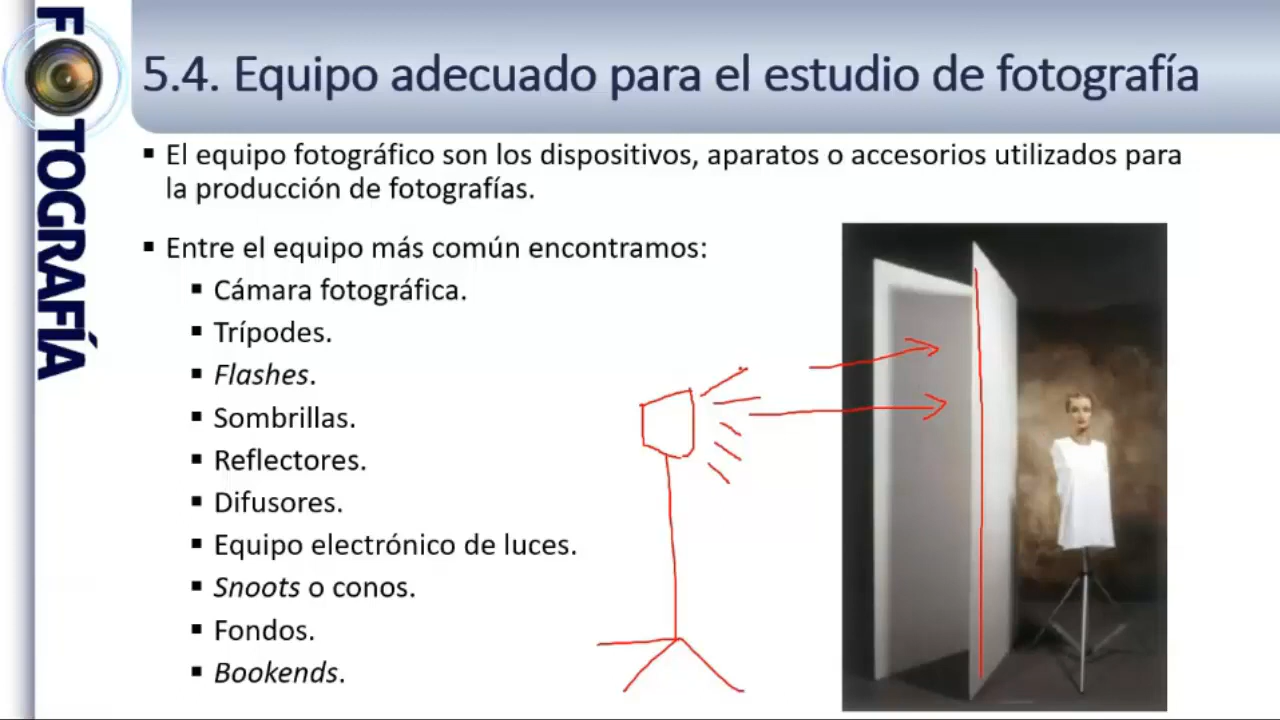 FOTOGRAFÍA
5.4. Equipo adecuado para el estudio de fotografía
▪ El equipo fotográfico son los dispositivos, aparatos o accesorios utilizados para
la producción de fotografías.
▪ Entre el equipo más común encontramos:
▪ Cámara fotográfica.
▪ Trípodes.
▪ Flashes.
▪ Sombrillas.
▪ Reflectores.
▪ Difusores.
▪ Equipo electrónico de luces.
▪ Snoots o conos.
▪ Fondos.
▪ Bookends.